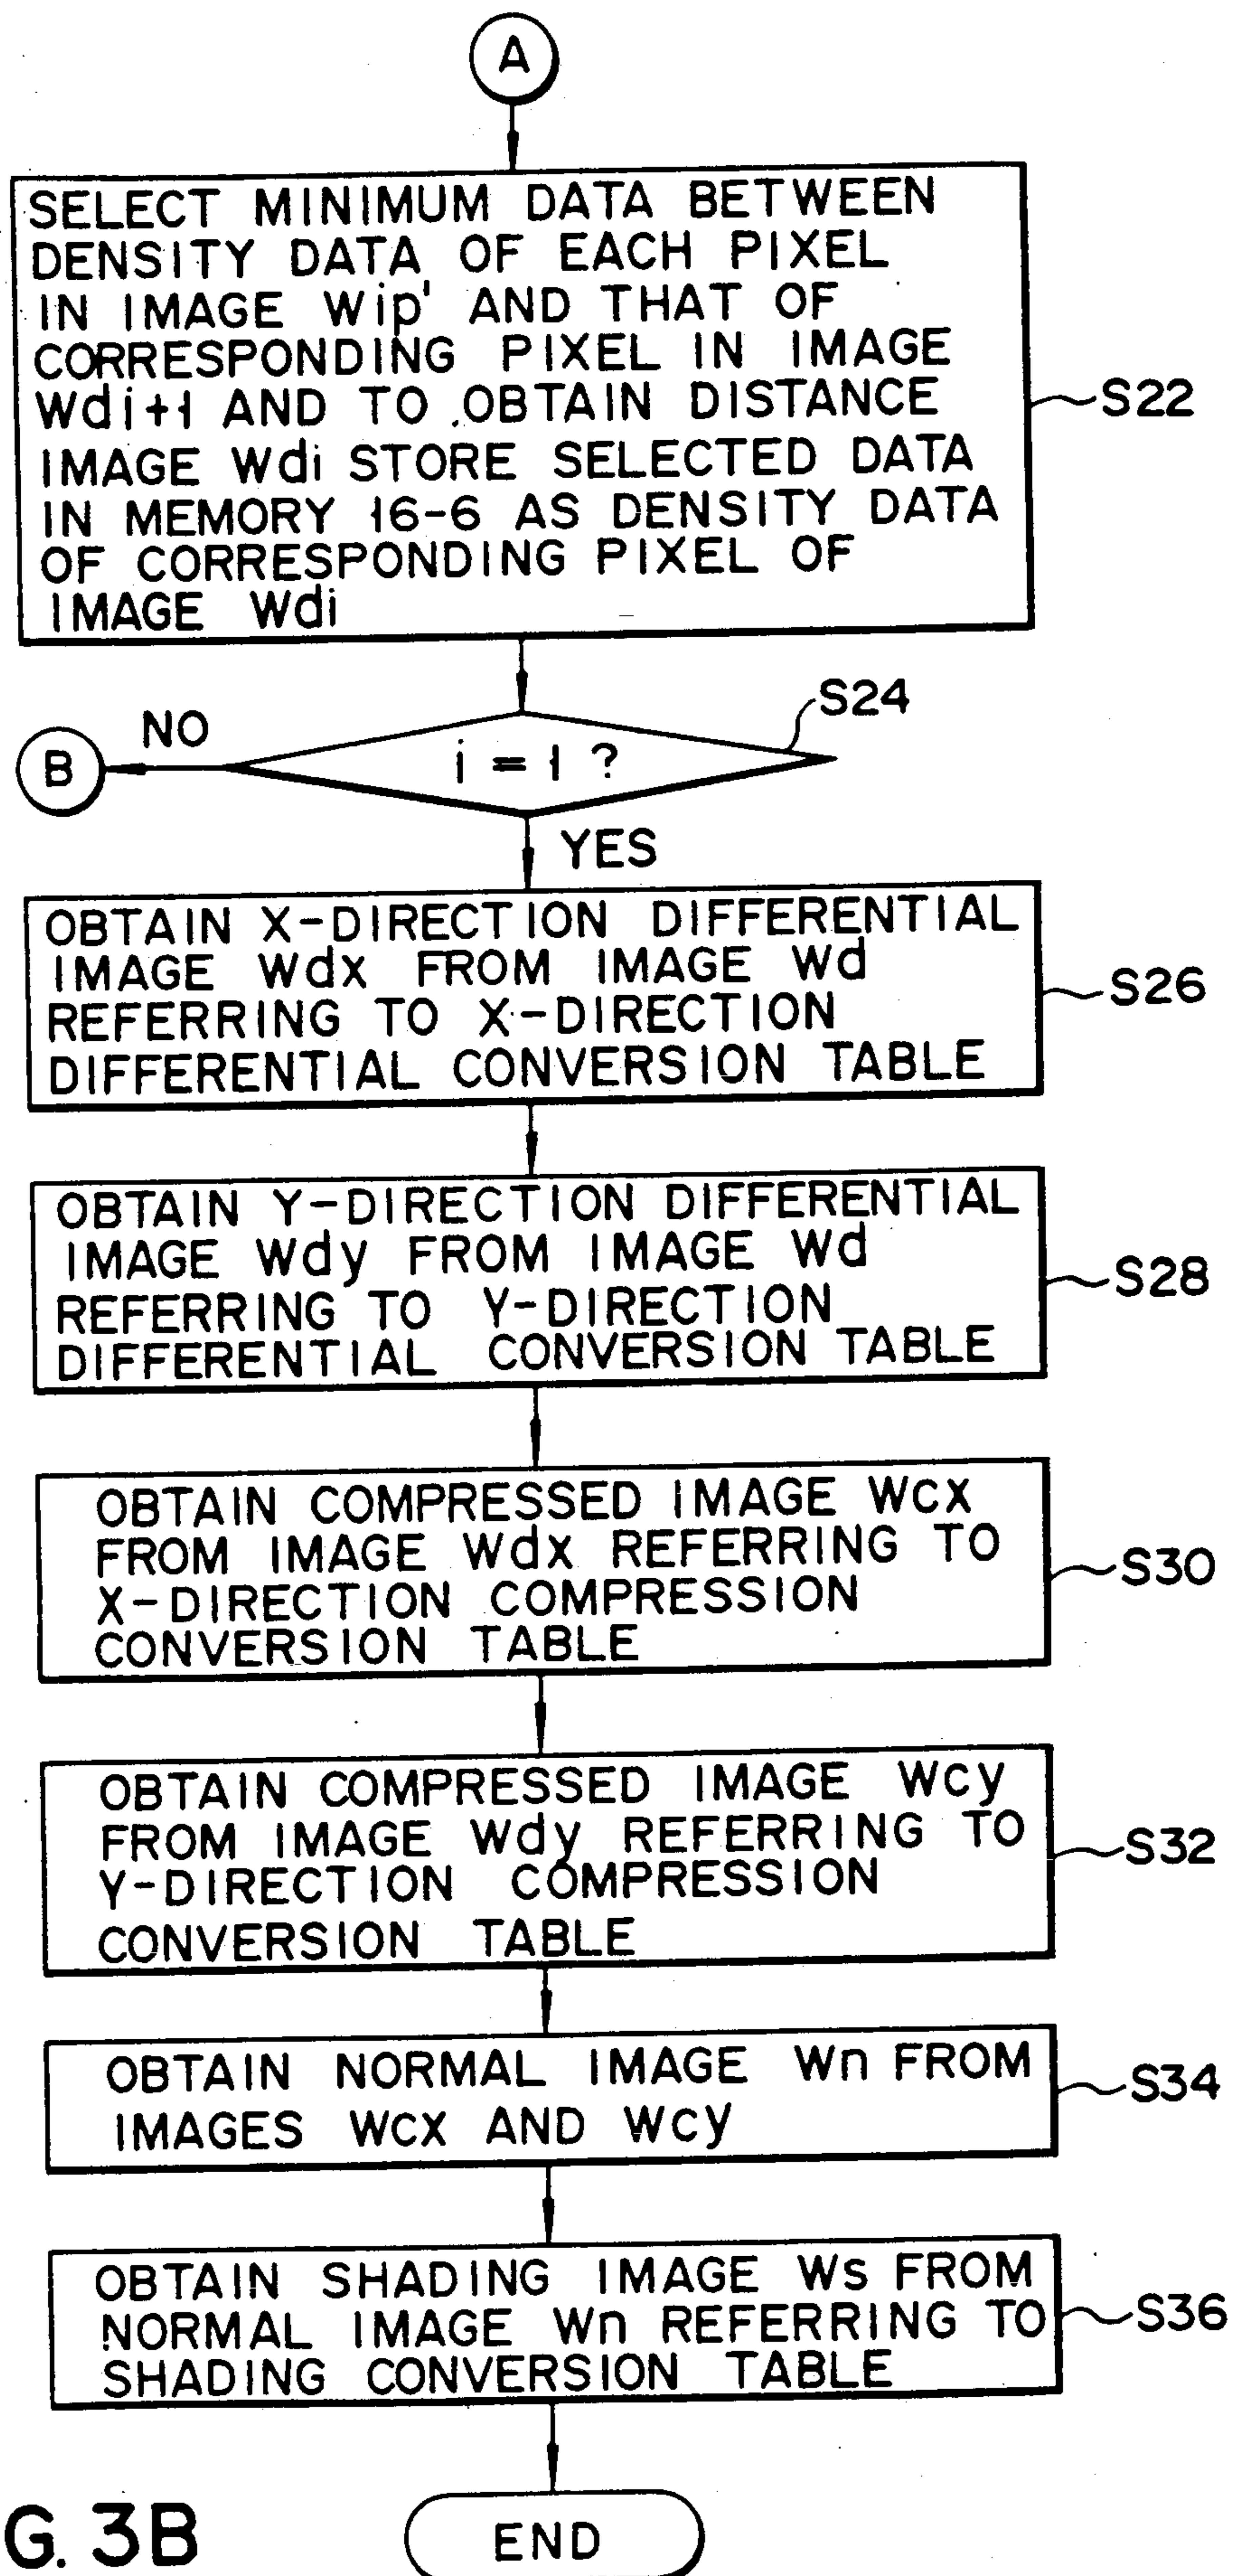 A
SELECT MINIMUM DATA BETWEEN
DENSITY DATA OF EACH PIXEL
IN IMAGE Wip' AND THAT OF
CORRESPONDING PIXEL IN IMAGE
Wdi+1 AND TO OBTAIN DISTANCE
IMAGE Wdi STORE SELECTED DATA
IN MEMORY 16-6 AS DENSITY DATA
OF CORRESPONDING PIXEL OF
IMAGE Wdi
S22
S24
NO
B
i = 1 ?
YES
OBTAIN X-DIRECTION DIFFERENTIAL
IMAGE Wdx FROM IMAGE Wd
REFERRING TO X-DIRECTION
DIFFERENTIAL CONVERSION TABLE
S26
OBTAIN Y-DIRECTION DIFFERENTIAL
IMAGE Wdy FROM IMAGE Wd
REFERRING TO Y-DIRECTION
DIFFERENTIAL CONVERSION TABLE
S28
OBTAIN COMPRESSED IMAGE Wcx
FROM IMAGE Wdx REFERRING TO
X-DIRECTION COMPRESSION
CONVERSION TABLE
S30
OBTAIN COMPRESSED IMAGE Wcy
FROM IMAGE Wdy REFERRING TO
Y-DIRECTION COMPRESSION
CONVERSION TABLE
S32
OBTAIN NORMAL IMAGE Wn FROM
IMAGES Wcx AND Wcy
S34
OBTAIN SHADING IMAGE Ws FROM
NORMAL IMAGE Wn REFERRING TO
SHADING CONVERSION TABLE
S36
END
G. 3B